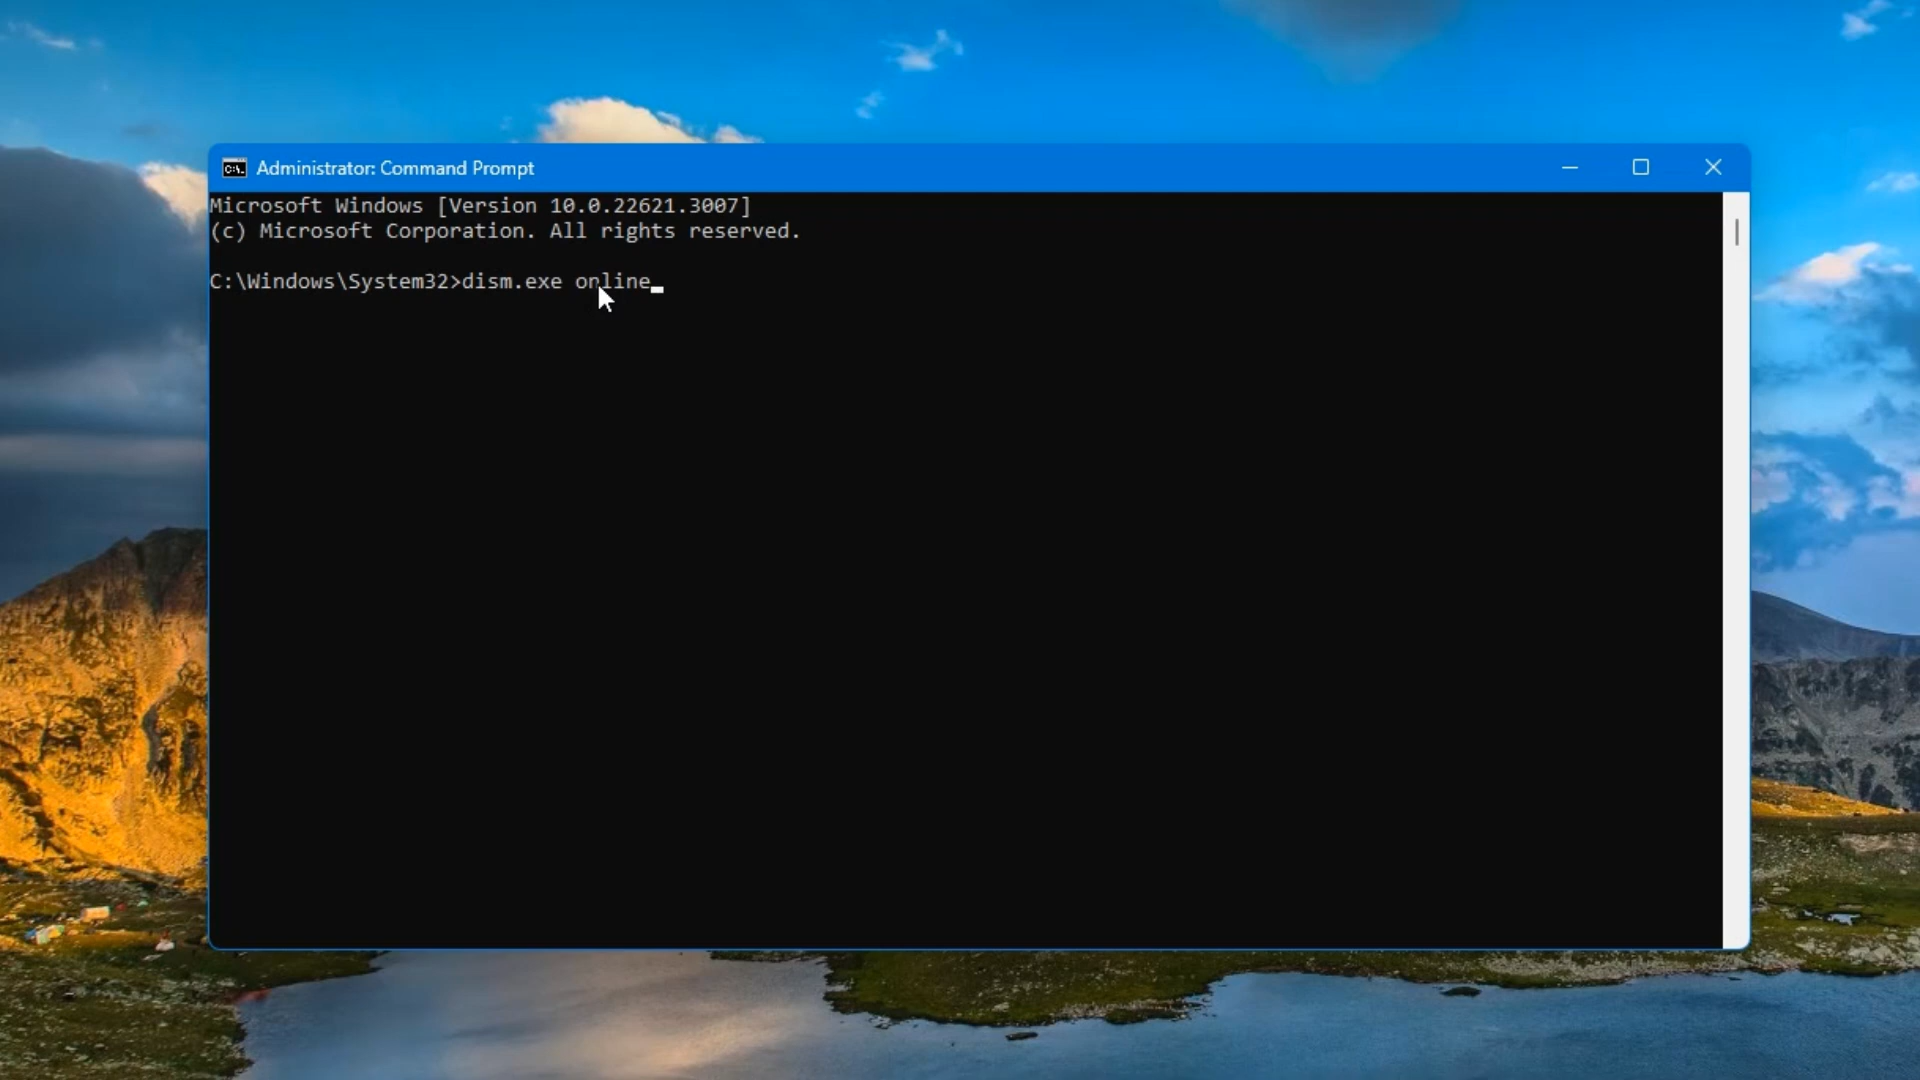 Administrator: Command Prompt
Microsoft Windows [Version 10.0.22621.3007]
(c) Microsoft Corporation. All rights reserved.
C:\Windows\System32>dism.exe online